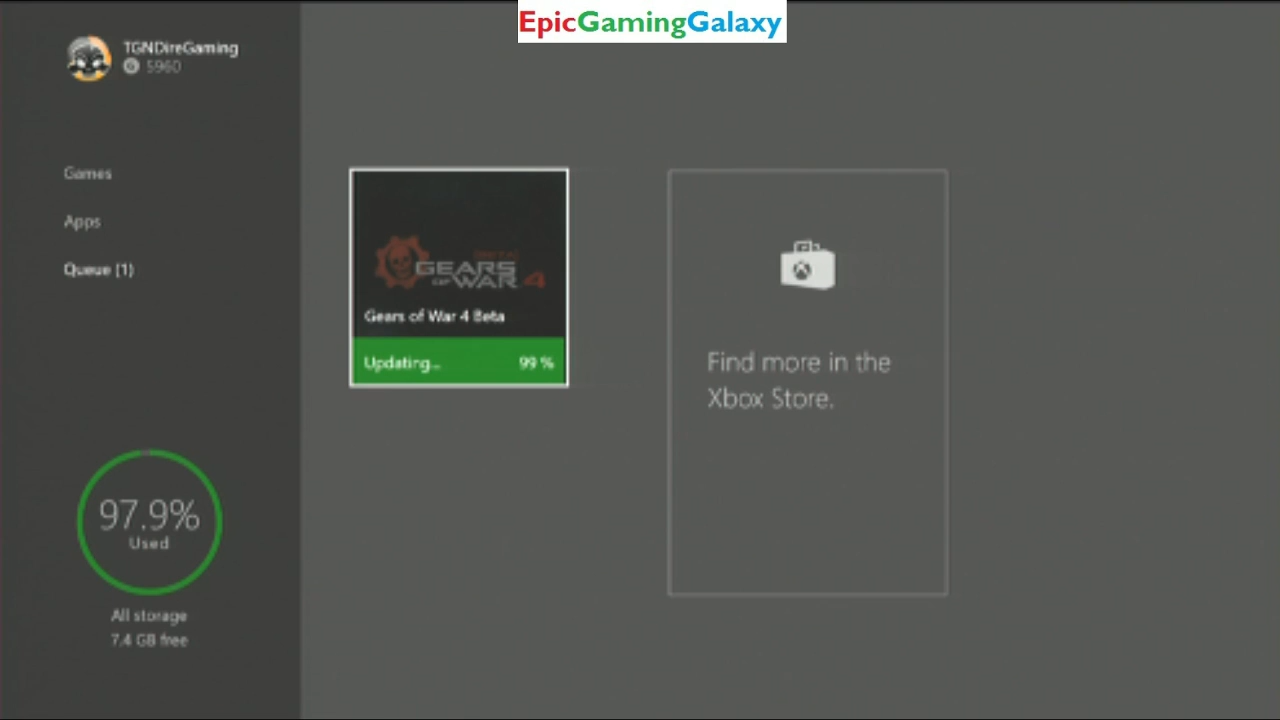 EpicGamingGalaxy
TGNDireGaming
G 5960
Games
Apps
Queue (1)
[BETA]
GEARS
OF WAR 4
Gears of War 4 Beta
Updating... 99 %
Find more in the
Xbox Store.
97.9%
Used
All storage
7.4 GB free